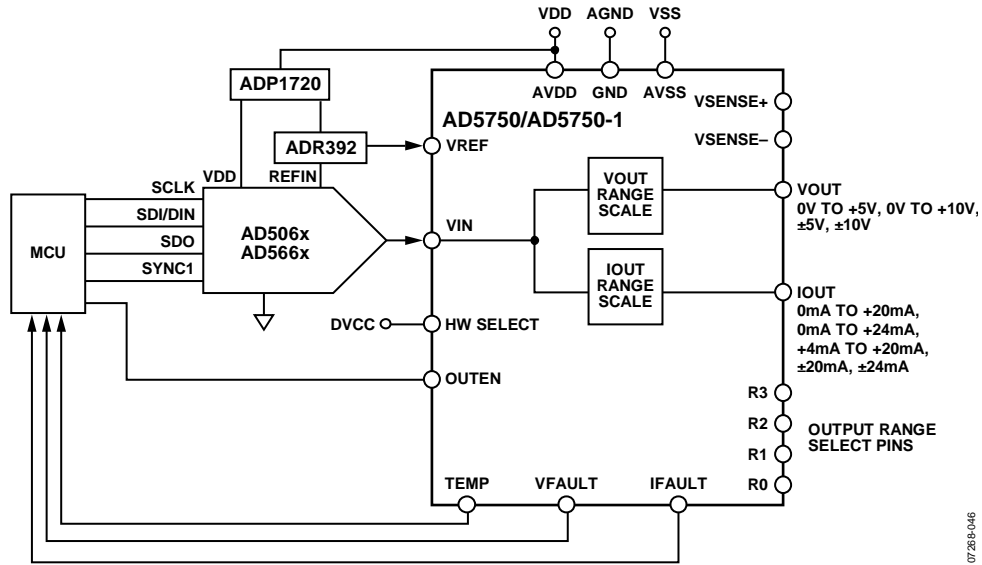 VDD AGND VSS
ADP1720
AVDD GND AVSS
AD5750/AD5750-1
VSENSE+
VSENSE–
ADR392
VREF
VDD REFIN
SCLK
SDI/DIN
SDO
SYNC1
MCU
AD506x
AD566x
VIN
VOUT
RANGE
SCALE
VOUT
0V TO +5V, 0V TO +10V,
±5V, ±10V
IOUT
RANGE
SCALE
IOUT
0mA TO +20mA,
0mA TO +24mA,
+4mA TO +20mA,
±20mA, ±24mA
DVCC
HW SELECT
OUTEN
R3
R2
R1
R0
OUTPUT RANGE
SELECT PINS
TEMP VFAULT IFAULT
07268-046